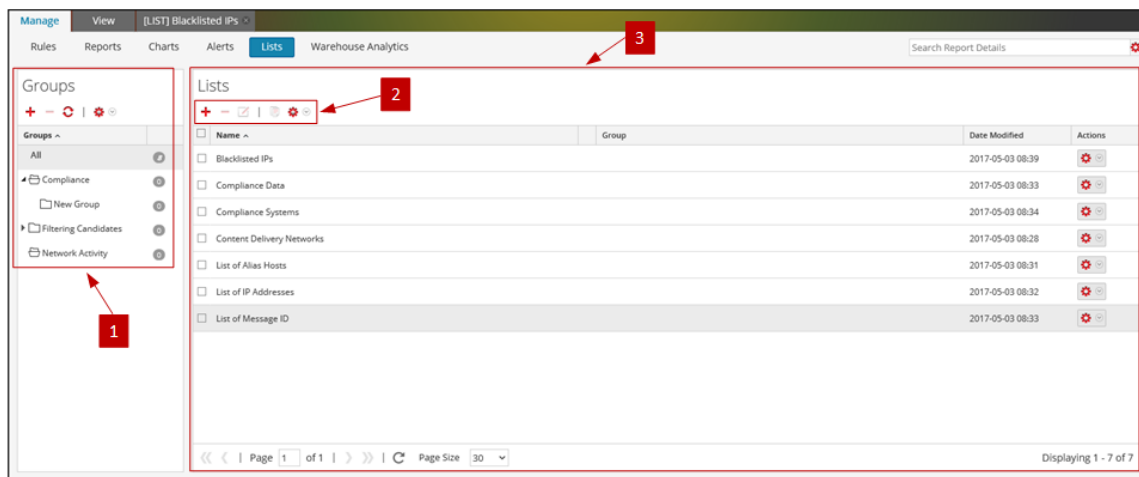 Manage View [LIST] Blacklisted IPs
Rules Reports Charts Alerts Lists Warehouse Analytics Search Report Details
3
Groups
Lists
2
Groups
Name Group Date Modified Actions
All
Blacklisted IPs 2017-05-03 08:39
Compliance 0
Compliance Data 2017-05-03 08:33
New Group 0
Compliance Systems 2017-05-03 08:34
Filtering Candidates 0
Content Delivery Networks 2017-05-03 08:28
Network Activity 0
List of Alias Hosts 2017-05-03 08:31
List of IP Addresses 2017-05-03 08:32
1
List of Message ID 2017-05-03 08:33
Page 1 of 1 Page Size 30 Displaying 1 - 7 of 7